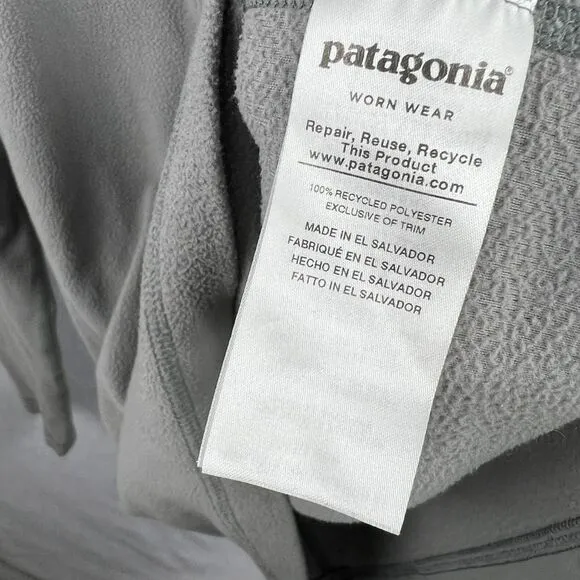 patagonia®
WORN WEAR
Repair, Reuse, Recycle
This Product
www.patagonia.com
100% RECYCLED POLYESTER
EXCLUSIVE OF TRIM
MADE IN EL SALVADOR
FABRIQUÉ EN EL SALVADOR
HECHO EN EL SALVADOR
FATTO IN EL SALVADOR